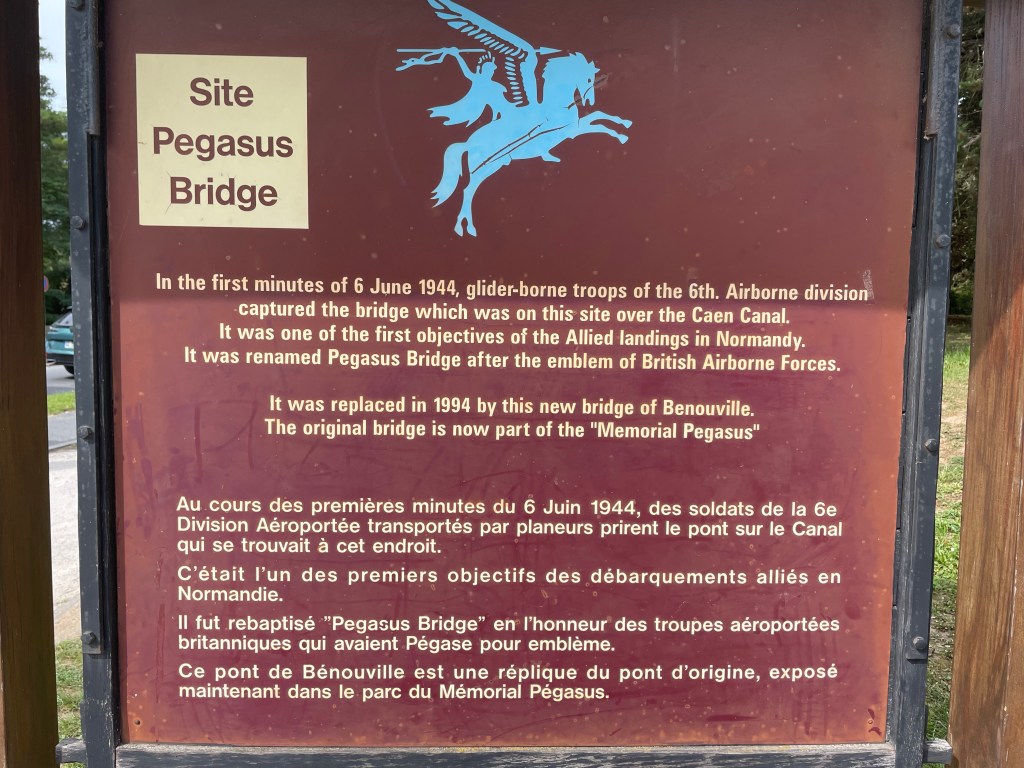 Site
Pegasus
Bridge
In the first minutes of 6 June 1944, glider-borne troops of the 6th. Airborne division
captured the bridge which was on this site over the Caen Canal.
It was one of the first objectives of the Allied landings in Normandy.
It was renamed Pegasus Bridge after the emblem of British Airborne Forces.
It was replaced in 1994 by this new bridge of Benouville.
The original bridge is now part of the "Memorial Pegasus"
Au cours des premières minutes du 6 Juin 1944, des soldats de la 6e
Division Aéroportée transportés par planeurs prirent le pont sur le Canal
qui se trouvait à cet endroit.
C'était l'un des premiers objectifs des débarquements alliés en
Normandie.
Il fut rebaptisé ”Pegasus Bridge” en l'honneur des troupes aéroportées
britanniques qui avaient Pégase pour emblème.
Ce pont de Bénouville est une réplique du pont d'origine, exposé
maintenant dans le parc du Mémorial Pégasus.